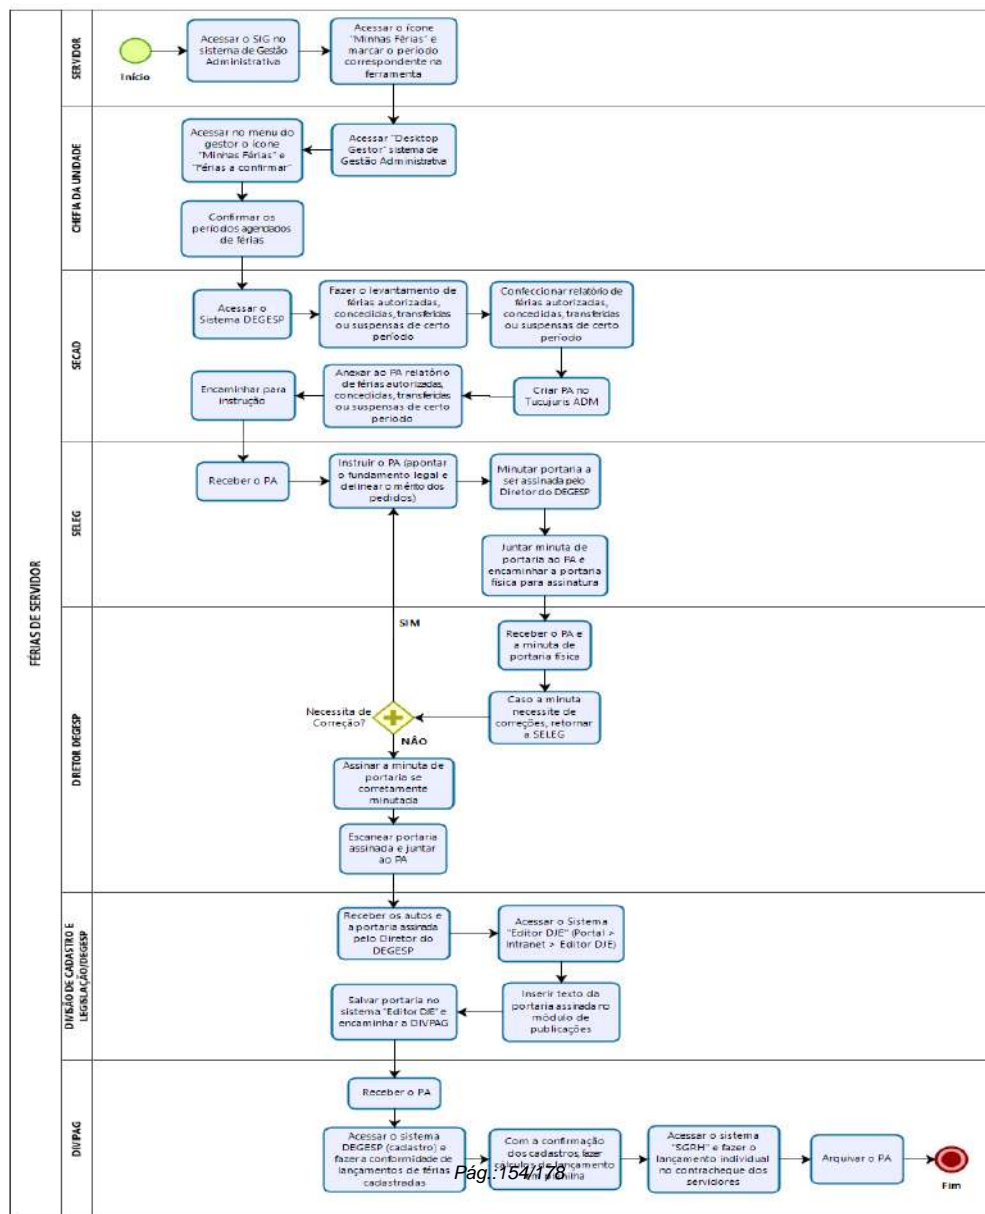 FÉRIAS DE SERVIDOR
SERVIDOR
Início
Acessar o SIG no
sistema de Gestão
Administrativa
Acessar o ícone
"Minhas Férias" e
marcar o período
correspondente na
ferramenta
CHEFIA DA UNIDADE
Acessar "Desktop
Gestor" sistema de
Gestão Administrativa
Acessar no menu do
gestor o ícone
"Minhas Férias" e
"Férias a confirmar"
Confirmar os
períodos agendados
de férias
SECAD
Acessar o
Sistema DEGESP
Fazer o levantamento de
férias autorizadas,
concedidas, transferidas
ou suspensas de certo
período
Confeccionar relatório de
férias autorizadas,
concedidas, transferidas
ou suspensas de certo
período
Criar PA no
Tucujuris ADM
Anexar ao PA relatório
de férias autorizadas,
concedidas, transferidas
ou suspensas de certo
período
Encaminhar para
instrução
SELEG
Receber o PA
Instruir o PA (apontar
o fundamento legal e
delinear o mérito dos
pedidos)
Minutar portaria a
ser assinada pelo
Diretor do DEGESP
Juntar minuta de
portaria ao PA e
encaminhar a portaria
física para assinatura
DIRETOR DEGESP
SIM
Receber o PA e
a minuta de
portaria física
Caso a minuta
necessite de
correções, retornar
a SELEG
Necessita de
Correção?
NÃO
Assinar a minuta de
portaria se
corretamente
minutada
Escanear portaria
assinada e juntar
ao PA
DIVISÃO DE CADASTRO E
LEGISLAÇÃO/DEGESP
Receber os autos e
a portaria assinada
pelo Diretor do
DEGESP
Acessar o Sistema
"Editor DJE" (Portal >
Intranet > Editor DJE)
Inserir texto da
portaria assinada no
módulo de
publicações
Salvar portaria no
sistema "Editor DJE" e
encaminhar a DIVPAG
DIVPAG
Receber o PA
Acessar o sistema
DEGESP (cadastro) e
fazer a conformidade de
lançamentos de férias
cadastradas
Com a confirmação
dos cadastros, fazer
cálculos de lançamento
em planilha
Acessar o sistema
"SGRH" e fazer o
lançamento individual
no contracheque dos
servidores
Arquivar o PA
Fim
Pág.:154/178